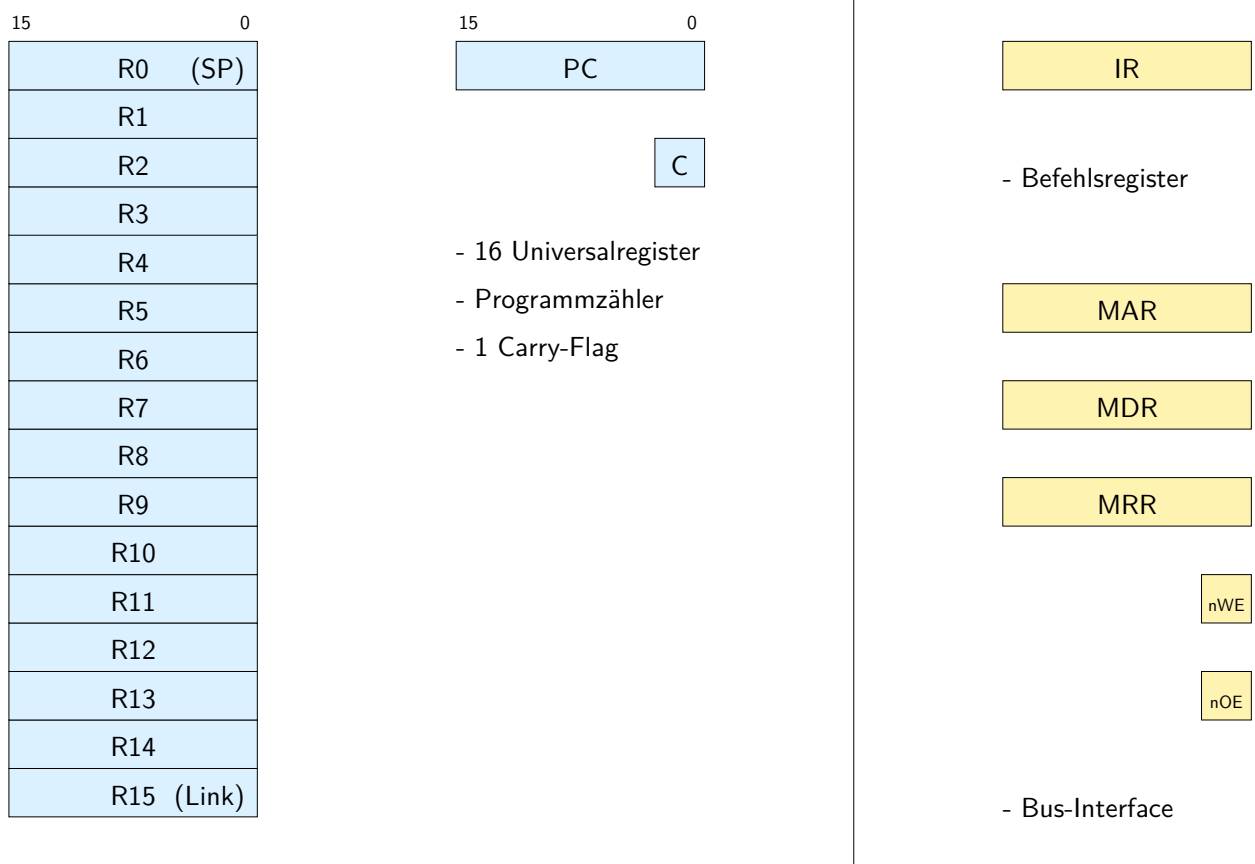 15 0
R0 (SP)
R1
R2
R3
R4
R5
R6
R7
R8
R9
R10
R11
R12
R13
R14
R15 (Link)
15 0
PC
C
- 16 Universalregister
- Programmzähler
- 1 Carry-Flag
IR
- Befehlsregister
MAR
MDR
MRR
nWE
nOE
- Bus-Interface